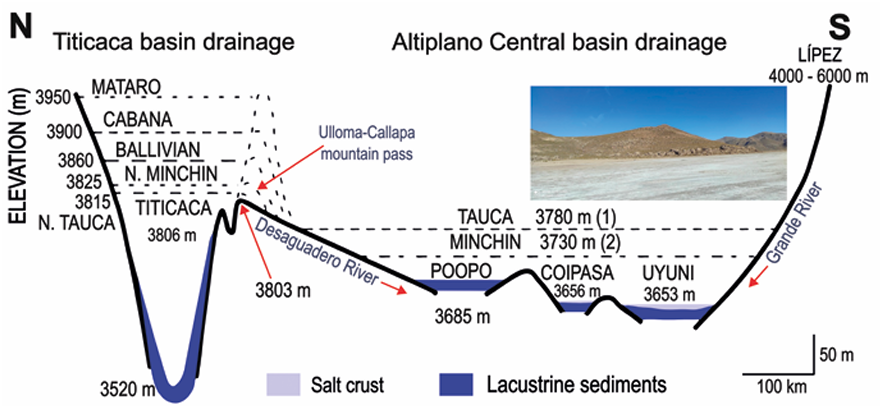 N
S
Titicaca basin drainage
Altiplano Central basin drainage
LÍPEZ
4000 - 6000 m
ELEVATION (m)
3950
MATARO
3900
CABANA
3860
BALLIVIAN
3825
N. MINCHIN
3815
N. TAUCA
TITICACA
3806 m
Ulloma-Callapa
mountain pass
Desaguadero River
3803 m
TAUCA 3780 m (1)
MINCHIN 3730 m (2)
POOPO
3685 m
COIPASA
3656 m
UYUNI
3653 m
Grande River
3520 m
Salt crust
Lacustrine sediments
50 m
100 km